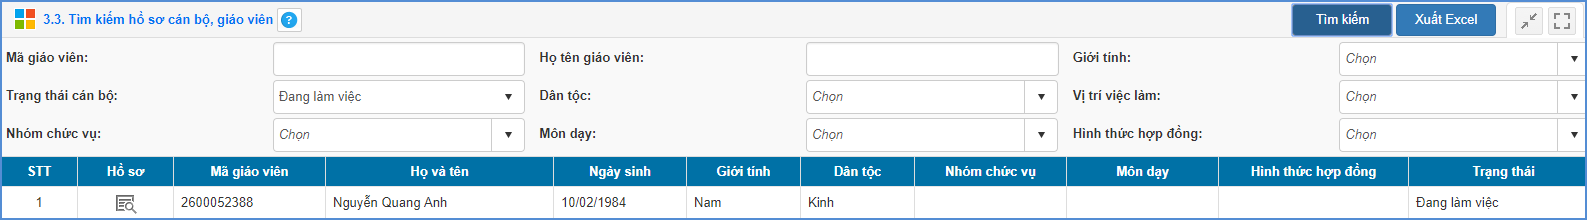 3.3. Tìm kiếm hồ sơ cán bộ, giáo viên ? Tìm kiếm Xuất Excel
Mã giáo viên: Họ tên giáo viên: Giới tính: Chọn
Trạng thái cán bộ: Đang làm việc Dân tộc: Chọn Vị trí việc làm: Chọn
Nhóm chức vụ: Chọn Môn dạy: Chọn Hình thức hợp đồng: Chọn
STT Hồ sơ Mã giáo viên Họ và tên Ngày sinh Giới tính Dân tộc Nhóm chức vụ Môn dạy Hình thức hợp đồng Trạng thái
1 2600052388 Nguyễn Quang Anh 10/02/1984 Nam Kinh Đang làm việc